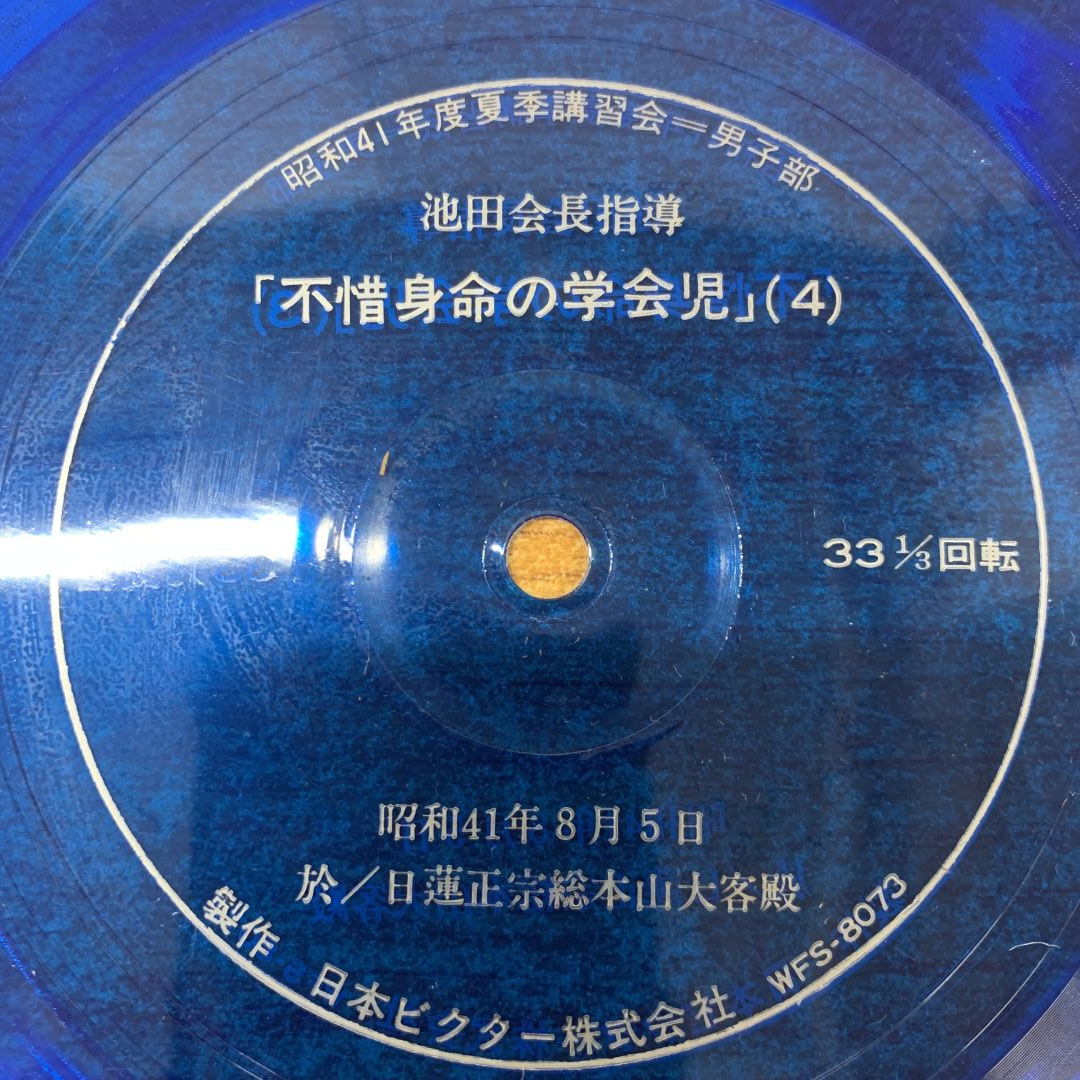 昭和41年度夏季講習会=男子部
池田会長指導
「不惜身命の学会児」(4)
33 1/3回転
昭和41年8月5日
於/日蓮正宗総本山大客殿
製作 日本ビクター株式会社 WFS-8073